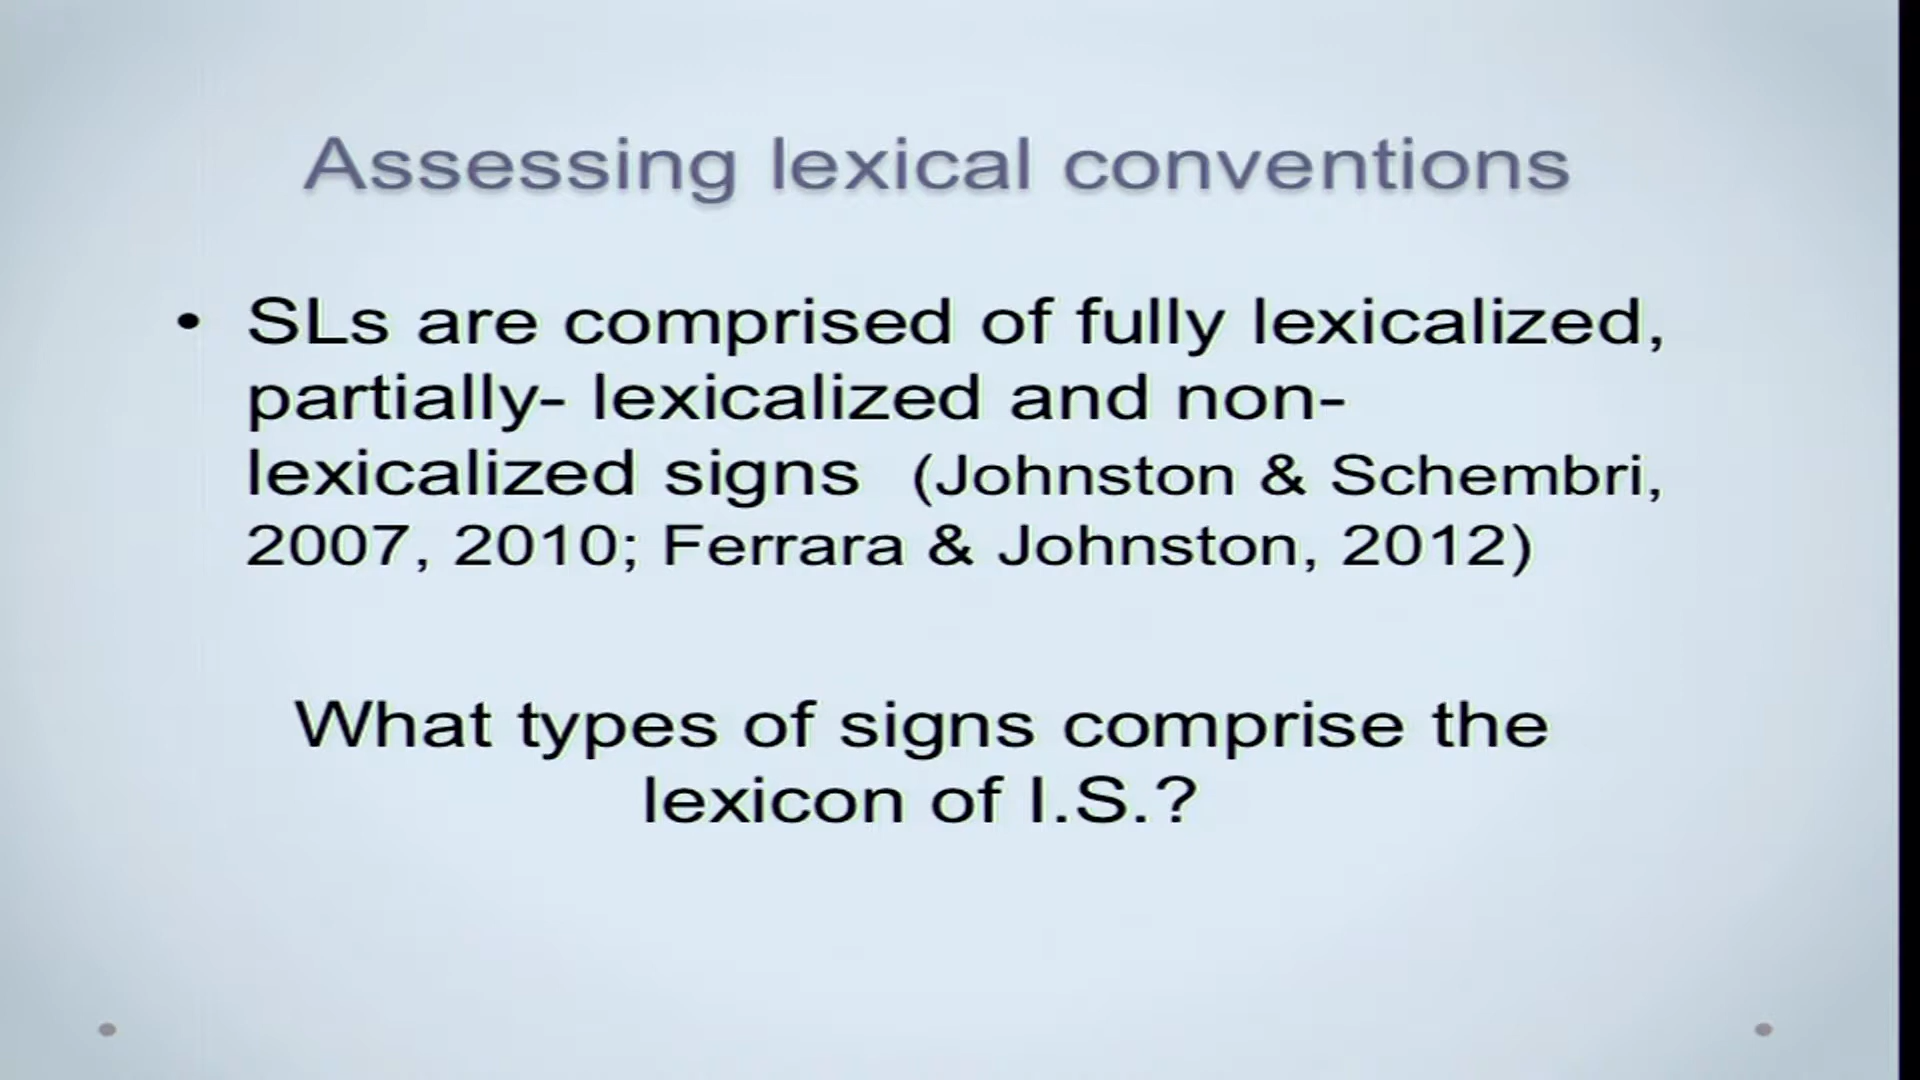 Assessing lexical conventions
• SLs are comprised of fully lexicalized,
partially- lexicalized and non-
lexicalized signs (Johnston & Schembri,
2007, 2010; Ferrara & Johnston, 2012)
What types of signs comprise the
lexicon of I.S.?